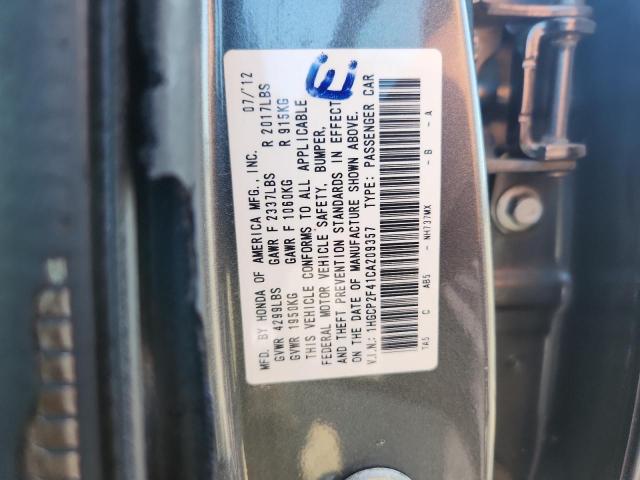 MFD. BY HONDA OF AMERICA MFG., INC. 07/'12
GVWR 4299LBS GAWR F 2337LBS R 2017LBS
GVWR 1950KG GAWR F 1060KG R 915KG
THIS VEHICLE CONFORMS TO ALL APPLICABLE
FEDERAL MOTOR VEHICLE SAFETY, BUMPER,
AND THEFT PREVENTION STANDARDS IN EFFECT
ON THE DATE OF MANUFACTURE SHOWN ABOVE.
V.I.N.: 1HGCP2F41CA209357 TYPE: PASSENGER CAR
TA5 C AB5 - NH737MX - B - A